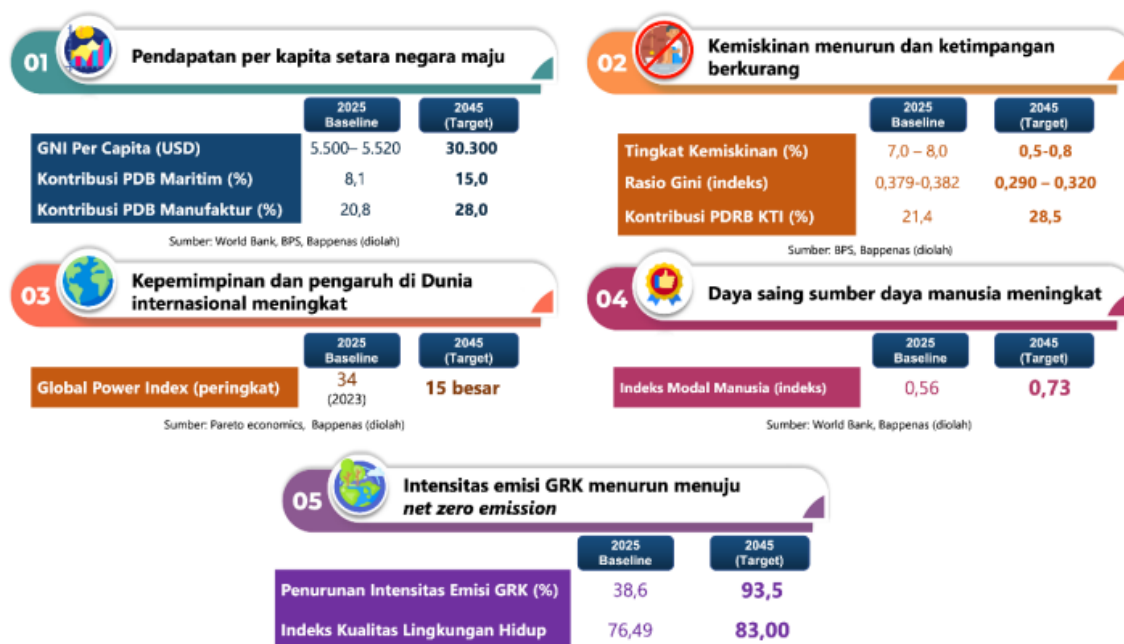 01
Pendapatan per kapita setara negara maju
2025 Baseline 2045 (Target)
GNI Per Capita (USD) 5.500– 5.520 30.300
Kontribusi PDB Maritim (%) 8,1 15,0
Kontribusi PDB Manufaktur (%) 20,8 28,0
Sumber: World Bank, BPS, Bappenas (diolah)
02
Kemiskinan menurun dan ketimpangan
berkurang
2025 Baseline 2045 (Target)
Tingkat Kemiskinan (%) 7,0 – 8,0 0,5-0,8
Rasio Gini (indeks) 0,379-0,382 0,290 – 0,320
Kontribusi PDRB KTI (%) 21,4 28,5
Sumber: BPS, Bappenas (diolah)
03
Kepemimpinan dan pengaruh di Dunia
internasional meningkat
2025 Baseline 2045 (Target)
Global Power Index (peringkat) 34 (2023) 15 besar
Sumber: Pareto economics, Bappenas (diolah)
04
Daya saing sumber daya manusia meningkat
2025 Baseline 2045 (Target)
Indeks Modal Manusia (indeks) 0,56 0,73
Sumber: World Bank, Bappenas (diolah)
05
Intensitas emisi GRK menurun menuju
net zero emission
2025 Baseline 2045 (Target)
Penurunan Intensitas Emisi GRK (%) 38,6 93,5
Indeks Kualitas Lingkungan Hidup 76,49 83,00